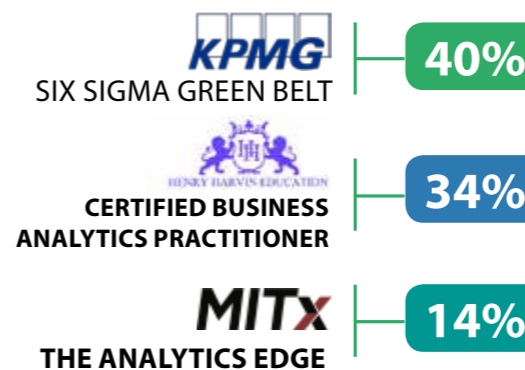 KPMG
40%
SIX SIGMA GREEN BELT
HENRY HARVIN EDUCATION
34%
CERTIFIED BUSINESS
ANALYTICS PRACTITIONER
MITx
14%
THE ANALYTICS EDGE